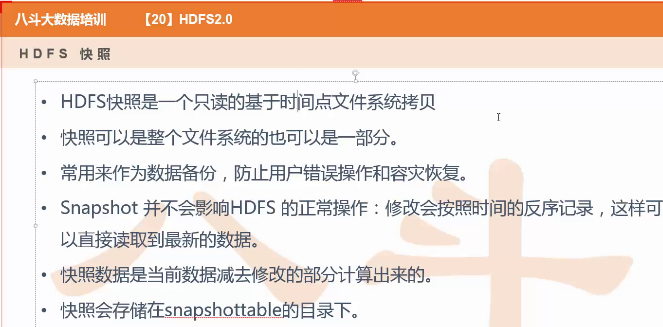 八斗大数据培训 【20】HDFS2.0
HDFS 快照
• HDFS快照是一个只读的基于时间点文件系统拷贝
• 快照可以是整个文件系统的也可以是一部分。
• 常用来作为数据备份，防止用户错误操作和容灾恢复。
• Snapshot 并不会影响HDFS 的正常操作：修改会按照时间的反序记录，这样可
以直接读取到最新的数据。
• 快照数据是当前数据减去修改的部分计算出来的。
• 快照会存储在snapshottable的目录下。
八斗